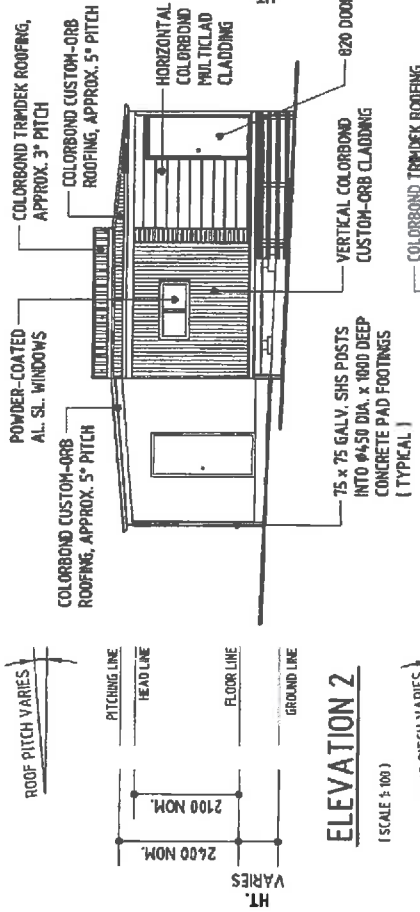 COLORBOND TRIMDEK ROOFING,
APPROX. 3° PITCH
COLORBOND CUSTOM-ORB
ROOFING, APPROX. 5° PITCH
HORIZONTAL
COLORBOND
MULTICLAD
CLADDING
POWDER-COATED
AL. SL. WINDOWS
COLORBOND CUSTOM-ORB
ROOFING, APPROX. 5° PITCH
820 DOOR
VERTICAL COLORBOND
CUSTOM-ORB CLADDING
75 x 75 GALV. SHS POSTS
INTO Φ450 DIA. x 1000 DEEP
CONCRETE PAD FOOTINGS
( TYPICAL )
ROOF PITCH VARIES
PITCHING LINE
HEAD LINE
FLOOR LINE
GROUND LINE
2100 NOM.
2400 NOM.
HT.
VARIES
ELEVATION 2
( SCALE 1: 100 )
COLORBOND TRIMDEK ROOFING
PITCH VARIES